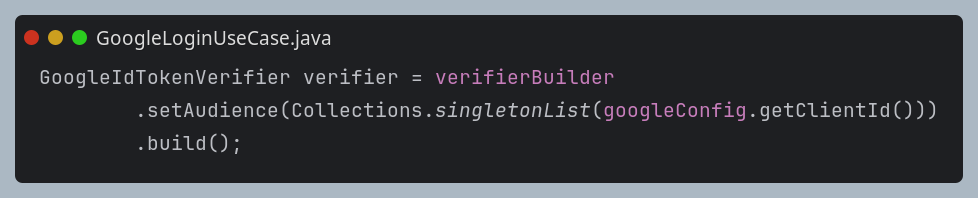 GoogleLoginUseCase.java
GoogleIdTokenVerifier verifier = verifierBuilder
        .setAudience(Collections.singletonList(googleConfig.getClientId()))
        .build();